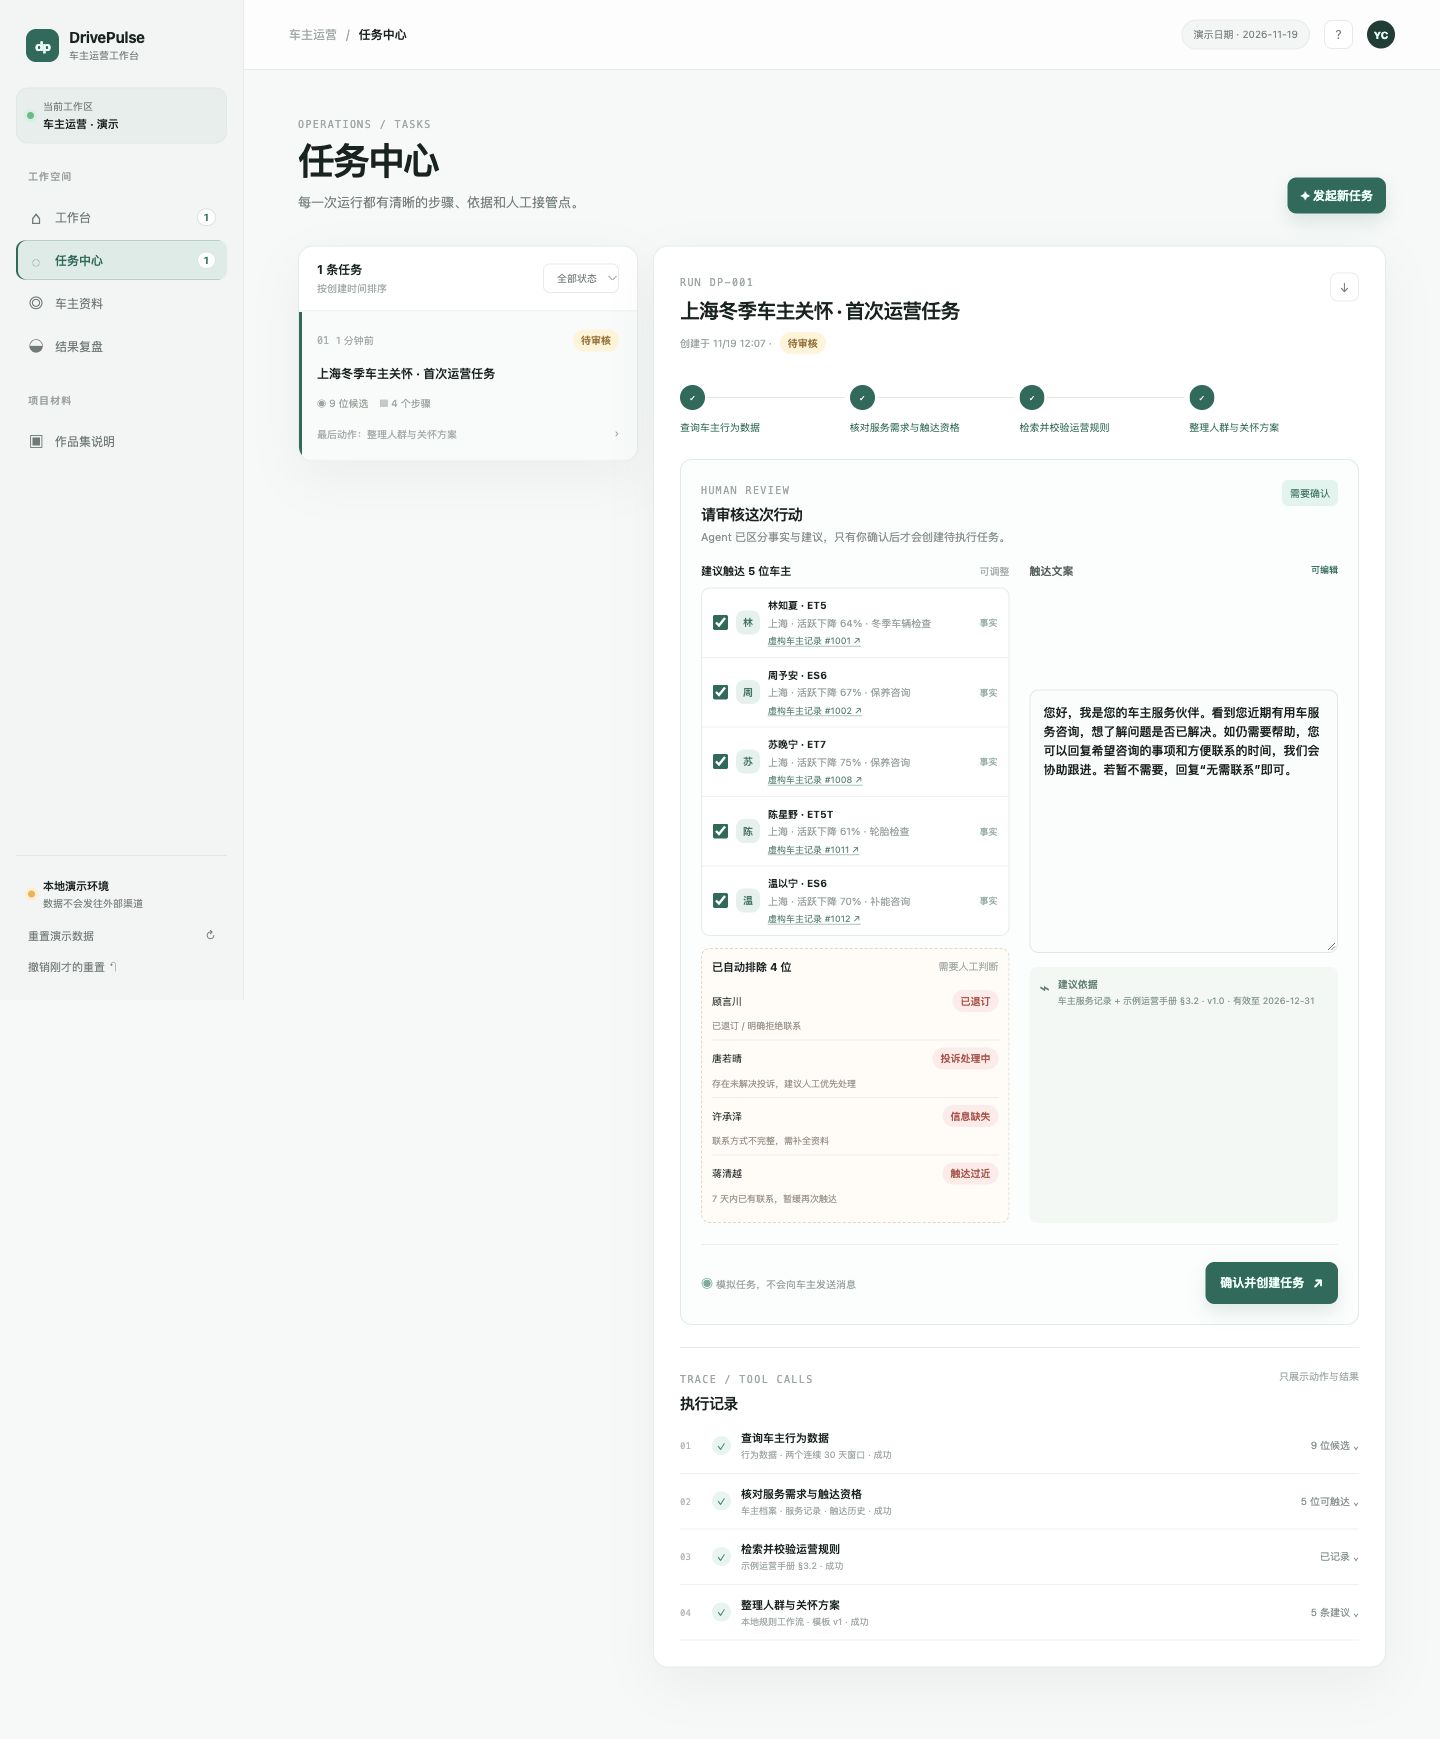 dp
DrivePulse
车主运营工作台
当前工作区
车主运营 · 演示
工作空间
工作台
1
任务中心
1
车主资料
结果复盘
项目材料
作品集说明
本地演示环境
数据不会发往外部渠道
重置演示数据 ↻
撤销刚才的重置
车主运营 / 任务中心
演示日期 · 2026-11-19
?
YC
OPERATIONS / TASKS
任务中心
每一次运行都有清晰的步骤、依据和人工接管点。
✦ 发起新任务
1 条任务
按创建时间排序
全部状态
01 1 分钟前
待审核
上海冬季车主关怀 · 首次运营任务
◉ 9 位候选 4 个步骤
最后动作：整理人群与关怀方案 ›
RUN DP-001
上海冬季车主关怀 · 首次运营任务
创建于 11/19 12:07 · 待审核
↓
✓ ✓ ✓ ✓
查询车主行为数据
核对服务需求与触达资格
检索并校验运营规则
整理人群与关怀方案
HUMAN REVIEW
请审核这次行动
Agent 已区分事实与建议，只有你确认后才会创建待执行任务。
需要确认
建议触达 5 位车主
可调整
林
林知夏 · ET5
上海 · 活跃下降 64% · 冬季车辆检查
虚构车主记录 #1001 ↗
事实
周
周予安 · ES6
上海 · 活跃下降 67% · 保养咨询
虚构车主记录 #1002 ↗
事实
苏
苏晚宁 · ET7
上海 · 活跃下降 75% · 保养咨询
虚构车主记录 #1008 ↗
事实
陈
陈星野 · ET5T
上海 · 活跃下降 61% · 轮胎检查
虚构车主记录 #1011 ↗
事实
温
温以宁 · ES6
上海 · 活跃下降 70% · 补能咨询
虚构车主记录 #1012 ↗
事实
已自动排除 4 位
需要人工判断
顾言川
已退订
已退订 / 明确拒绝联系
唐若晴
投诉处理中
存在未解决投诉，建议人工优先处理
许承泽
信息缺失
联系方式不完整，需补全资料
蒋清越
触达过近
7 天内已有联系，暂缓再次触达
触达文案
可编辑
您好，我是您的车主服务伙伴。看到您近期有用车服
务咨询，想了解问题是否已解决。如仍需要帮助，您
可以回复希望咨询的事项和方便联系的时间，我们会
协助跟进。若暂不需要，回复“无需联系”即可。
建议依据
车主服务记录 + 示例运营手册 §3.2 · v1.0 · 有效至 2026-12-31
◉ 模拟任务，不会向车主发送消息
确认并创建任务 ↗
TRACE / TOOL CALLS
执行记录
只展示动作与结果
01 ✓
查询车主行为数据
行为数据 · 两个连续 30 天窗口 · 成功
9 位候选
02 ✓
核对服务需求与触达资格
车主档案 · 服务记录 · 触达历史 · 成功
5 位可触达
03 ✓
检索并校验运营规则
示例运营手册 §3.2 · 成功
已记录
04 ✓
整理人群与关怀方案
本地规则工作流 · 模板 v1 · 成功
5 条建议